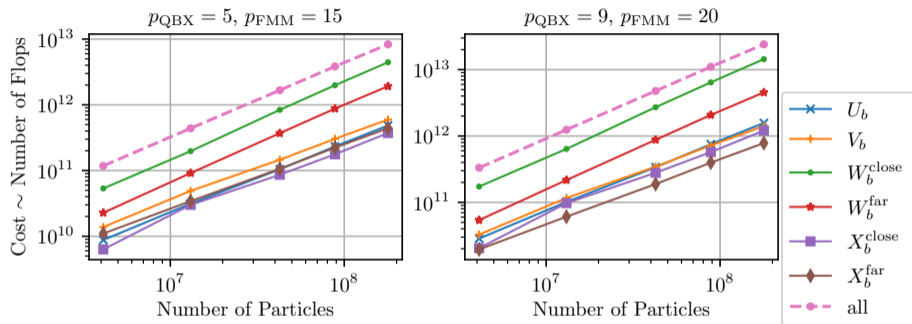 p_QBX = 5, p_FMM = 15
p_QBX = 9, p_FMM = 20
Cost ~ Number of Flops
10^13
10^12
10^11
10^10
10^7
10^8
Number of Particles
10^13
10^12
10^11
10^7
10^8
Number of Particles
U_b
V_b
W_b^close
W_b^far
X_b^close
X_b^far
all